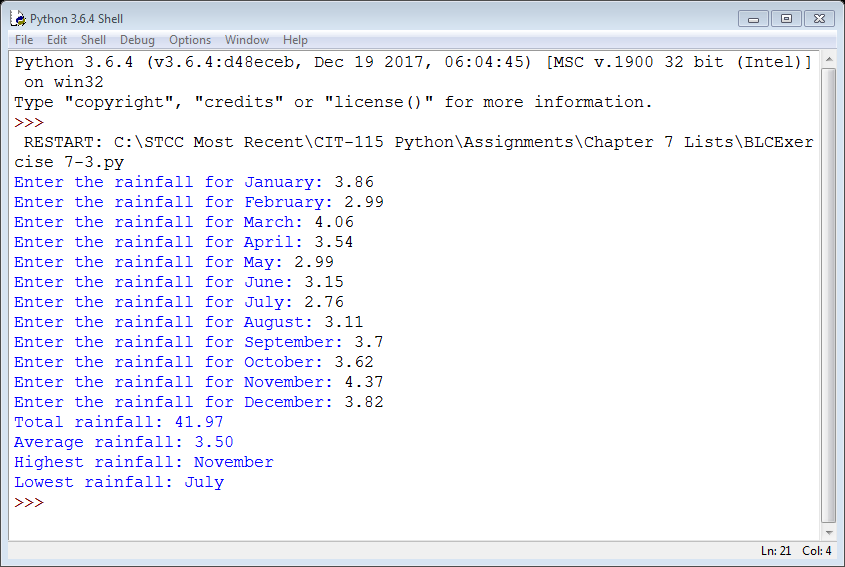 Python 3.6.4 Shell
File Edit Shell Debug Options Window Help
Python 3.6.4 (v3.6.4:d48eceb, Dec 19 2017, 06:04:45) [MSC v.1900 32 bit (Intel)]
 on win32
Type "copyright", "credits" or "license()" for more information.
>>>
 RESTART: C:\STCC Most Recent\CIT-115 Python\Assignments\Chapter 7 Lists\BLCExer
cise 7-3.py
Enter the rainfall for January: 3.86
Enter the rainfall for February: 2.99
Enter the rainfall for March: 4.06
Enter the rainfall for April: 3.54
Enter the rainfall for May: 2.99
Enter the rainfall for June: 3.15
Enter the rainfall for July: 2.76
Enter the rainfall for August: 3.11
Enter the rainfall for September: 3.7
Enter the rainfall for October: 3.62
Enter the rainfall for November: 4.37
Enter the rainfall for December: 3.82
Total rainfall: 41.97
Average rainfall: 3.50
Highest rainfall: November
Lowest rainfall: July
>>>
Ln: 21 Col: 4